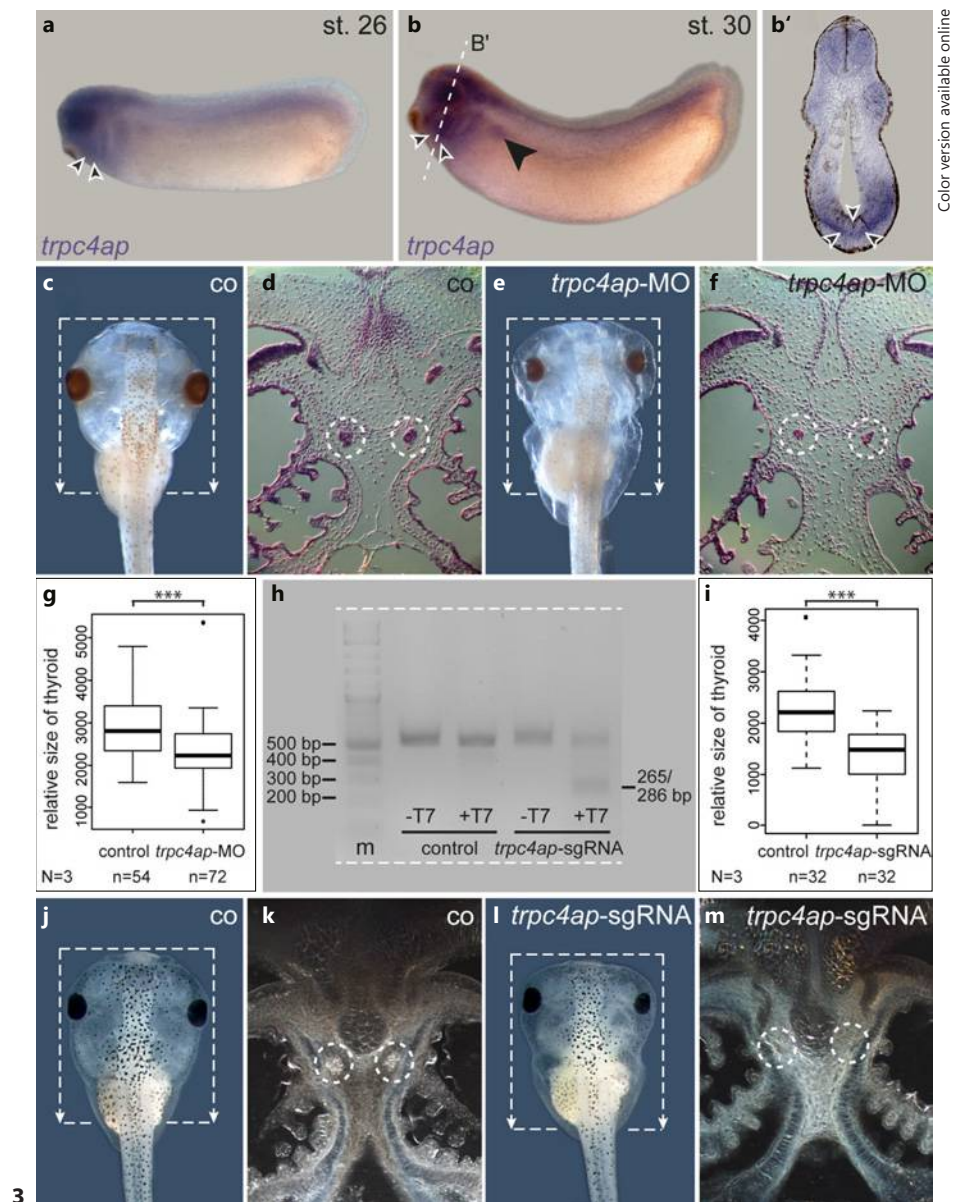 a st. 26
b B' st. 30
b‘
Color version available online
trpc4ap
trpc4ap
c co
d co
e trpc4ap-MO
f trpc4ap-MO
g
***
relative size of thyroid
5000
4000
3000
2000
1000
control trpc4ap-MO
N=3 n=54 n=72
h
500 bp
400 bp
300 bp
200 bp
265/
286 bp
-T7 +T7 -T7 +T7
m control trpc4ap-sgRNA
i
***
relative size of thyroid
4000
3000
2000
1000
0
control trpc4ap-sgRNA
N=3 n=32 n=32
j co
k co
l trpc4ap-sgRNA
m trpc4ap-sgRNA
3